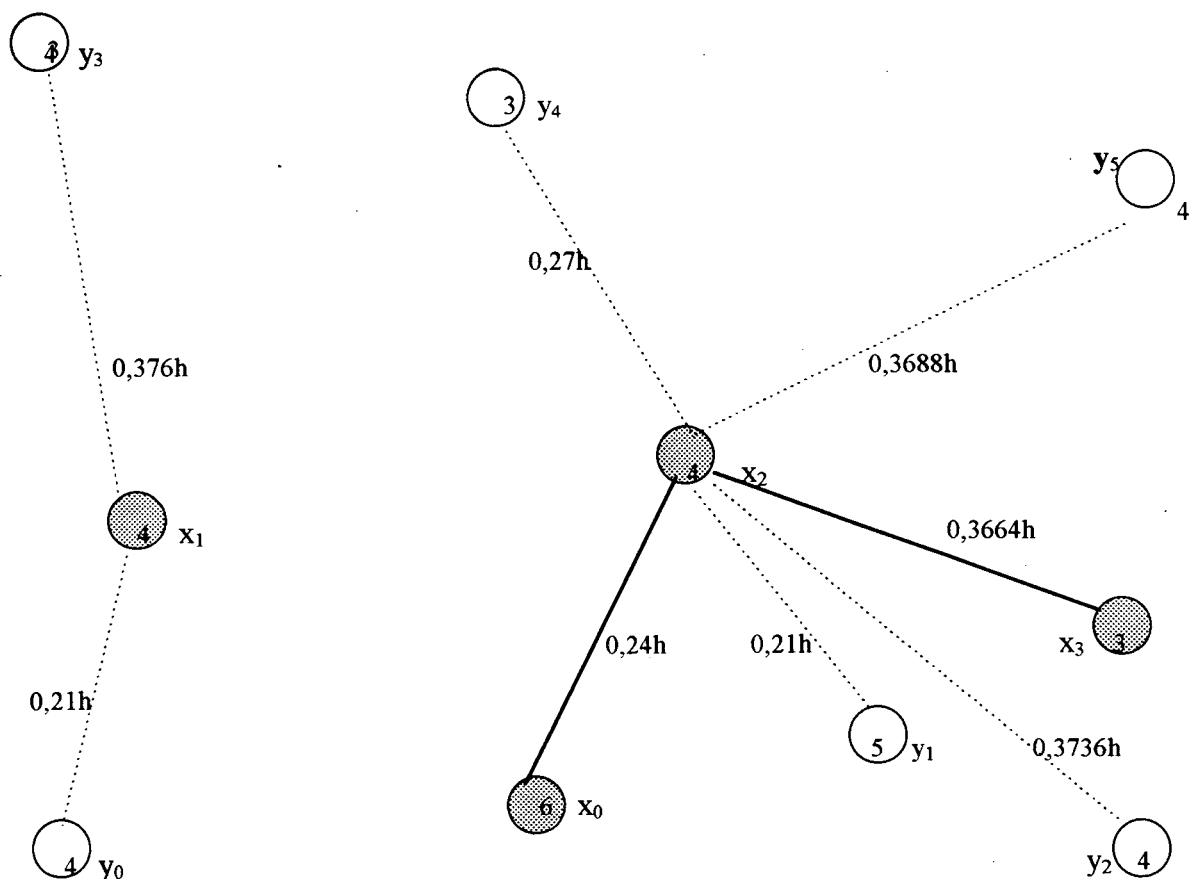 y₃
3 y₄
y₅
4
0,27h
0,376h
0,3688h
4 x₂
4 x₁
0,3664h
0,24h
0,21h
x₃ 3
0,21h
5 y₁
0,3736h
6 x₀
4 y₀
y₂ 4